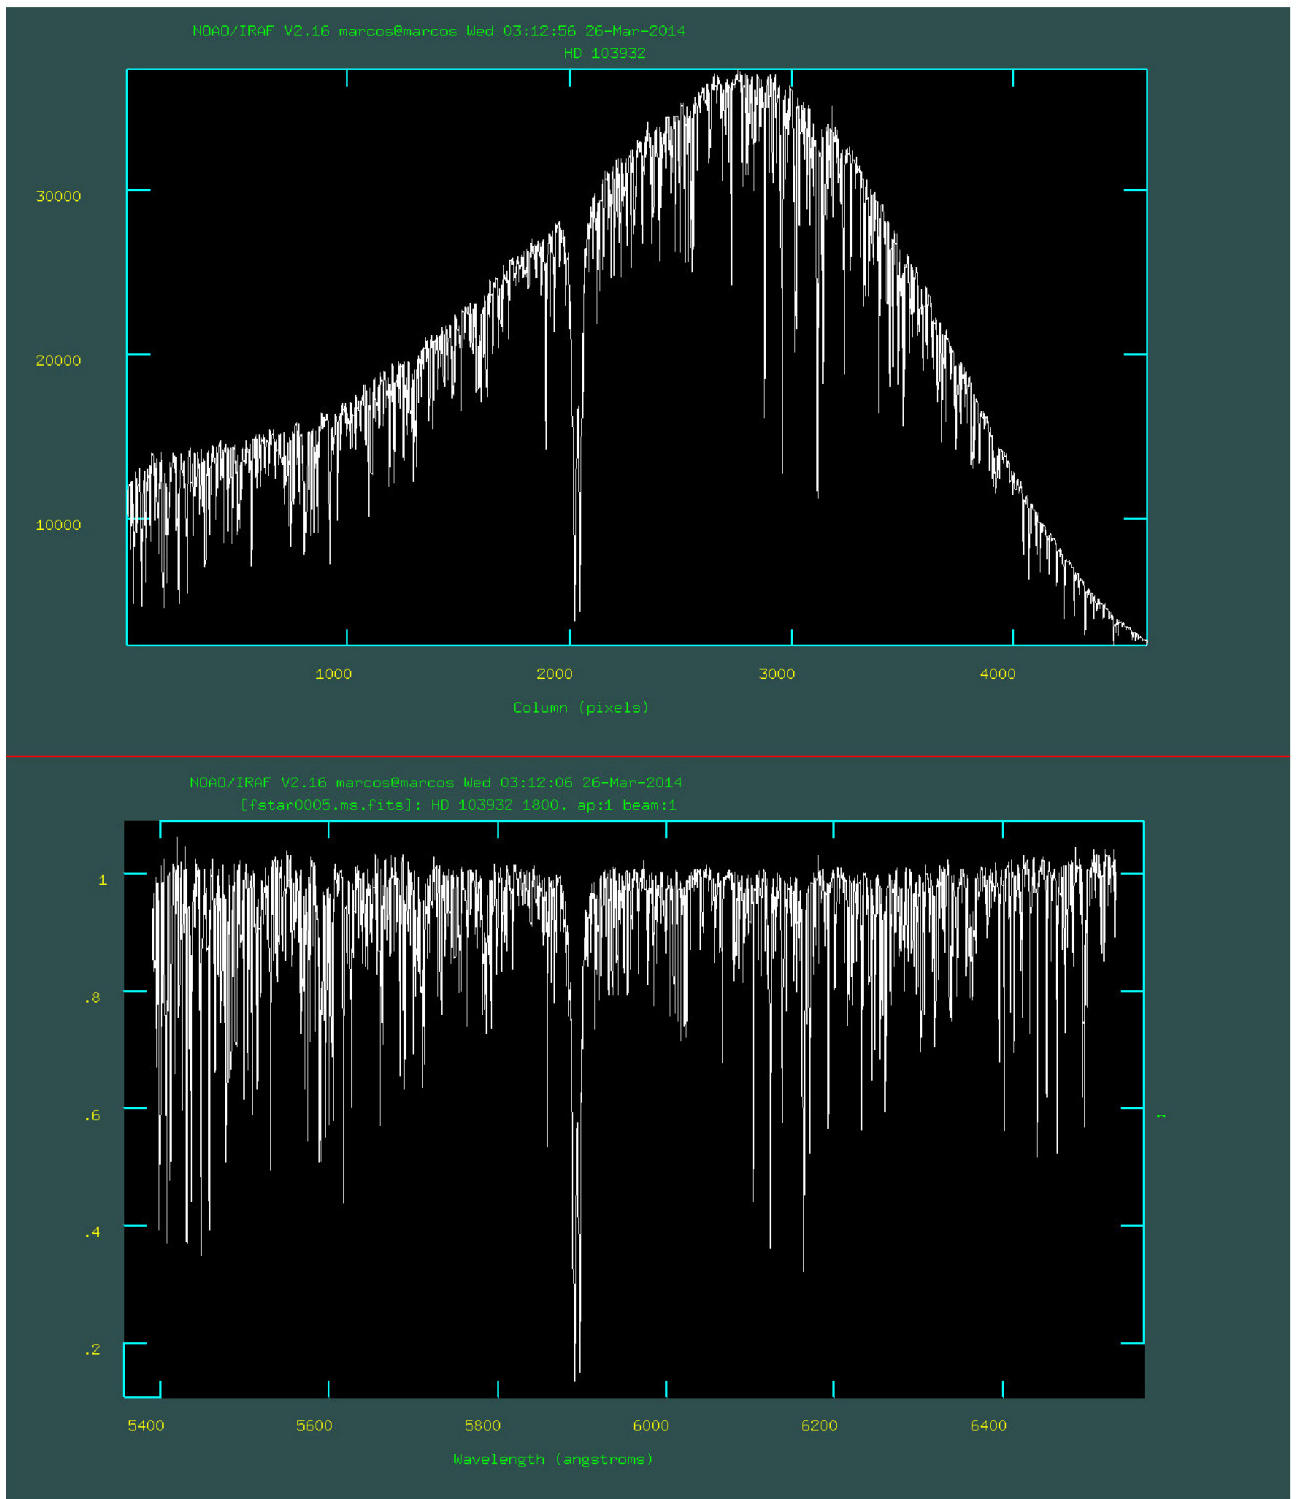 NOAO/IRAF V2.16 marcos@marcos Wed 03:12:56 26-Mar-2014
HD 103932
30000
20000
10000
1000 2000 3000 4000
Column (pixels)
NOAO/IRAF V2.16 marcos@marcos Wed 03:12:06 26-Mar-2014
[fstar0005.ms.fits]: HD 103932 1800. ap:1 beam:1
1
.8
.6
.4
.2
5400 5600 5800 6000 6200 6400
Wavelength (angstroms)